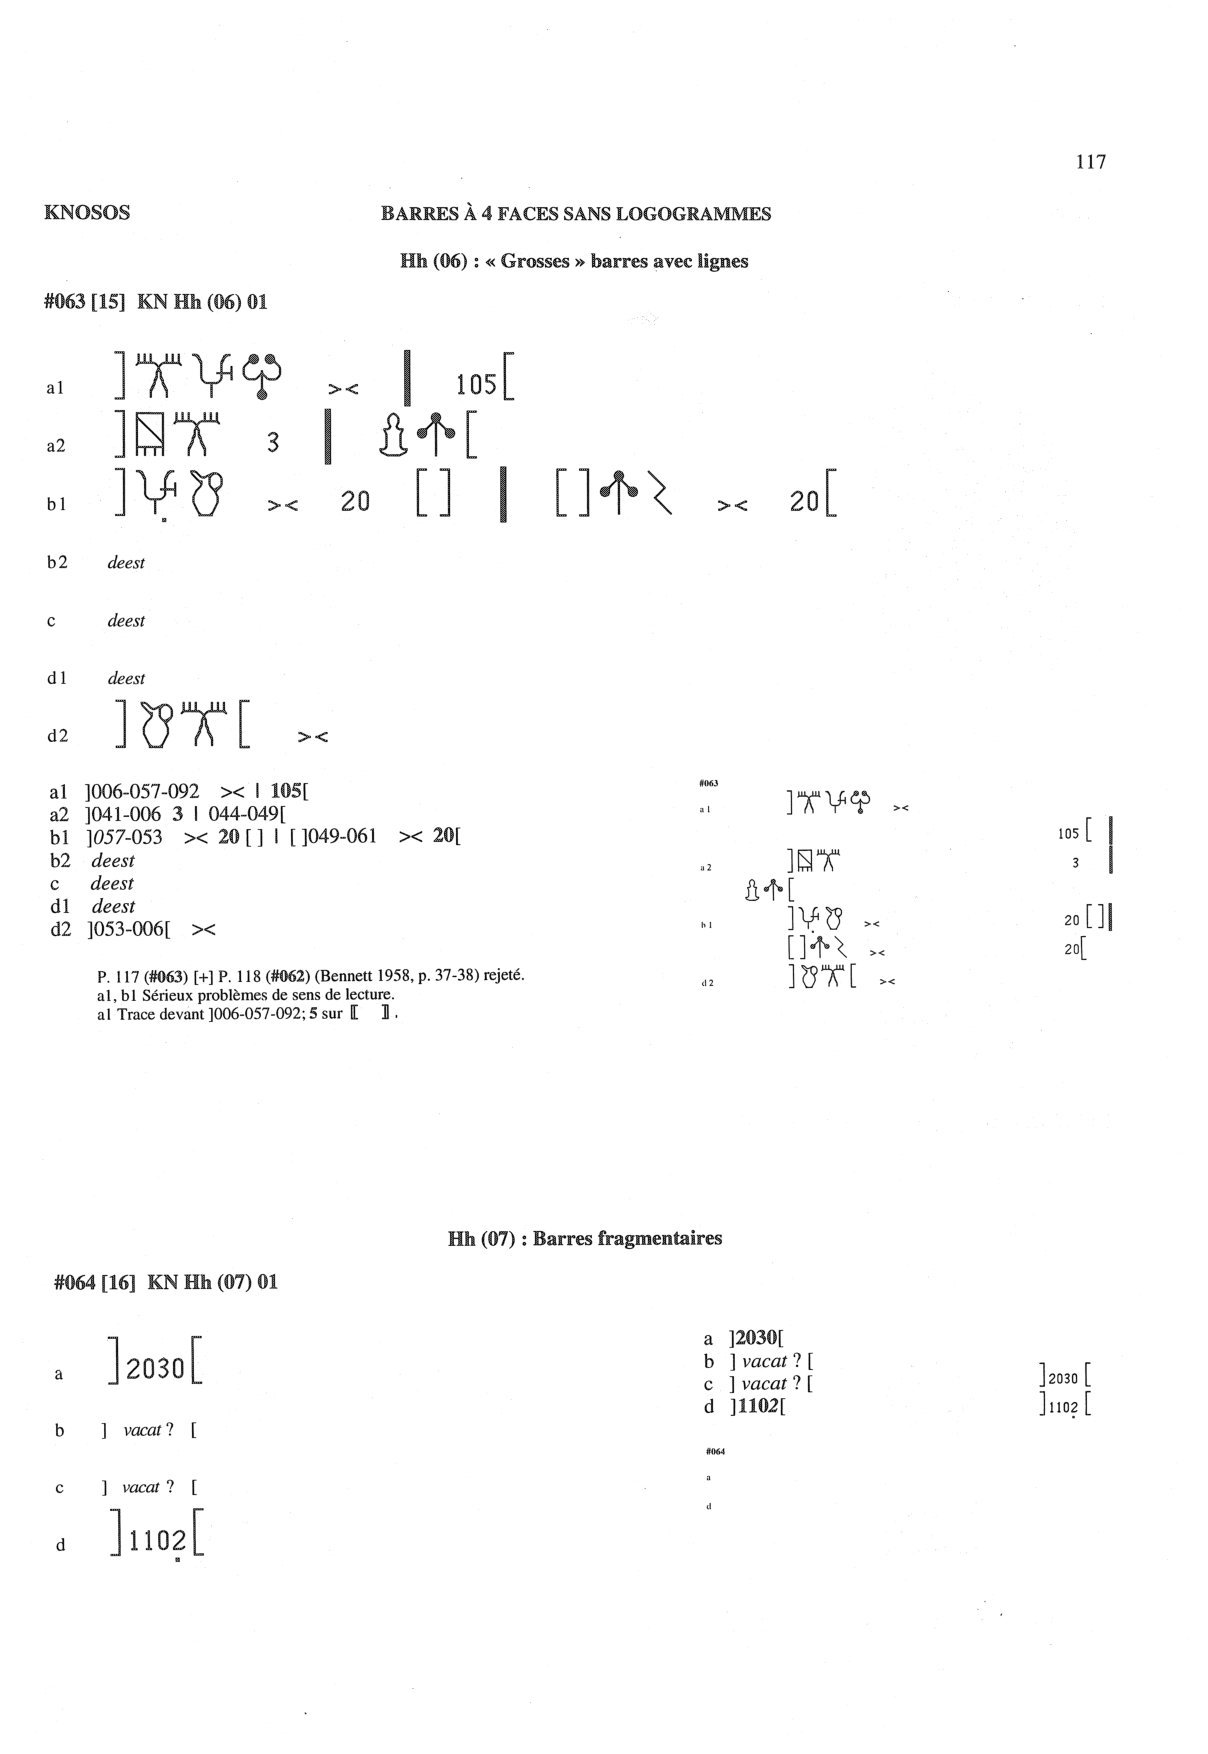 117
KNOSOS BARRES À 4 FACES SANS LOGOGRAMMES
Hh (06) : « Grosses » barres avec lignes
#063 [15] KN Hh (06) 01
a1 ] >< | 105[
a2 ] 3 | [
b1 ] >< 20 [ ] | [ ] >< 20[
b2 deest
c deest
d1 deest
d2 ] [ ><
a1 ]006-057-092 >< | 105[
a2 ]041-006 3 | 044-049[
b1 ]057-053 >< 20 [ ] | [ ]049-061 >< 20[
b2 deest
c deest
d1 deest
d2 ]053-006[ ><
P. 117 (#063) [+] P. 118 (#062) (Bennett 1958, p. 37-38) rejeté.
a1, b1 Sérieux problèmes de sens de lecture.
a1 Trace devant ]006-057-092; 5 sur ⟦ ⟧ .
#063
a1 ] ><
105 [ |
a2 ] 3 |
[
b1 ] >< 20 [ ] |
[ ] >< 20[
d2 ] [ ><
Hh (07) : Barres fragmentaires
#064 [16] KN Hh (07) 01
a ]2030[
b ] vacat ? [
c ] vacat ? [
d ]1102̣[
a ]2030[
b ] vacat ? [
c ] vacat ? [
d ]1102[
]2030 [
]1102̣ [
#064
a
d